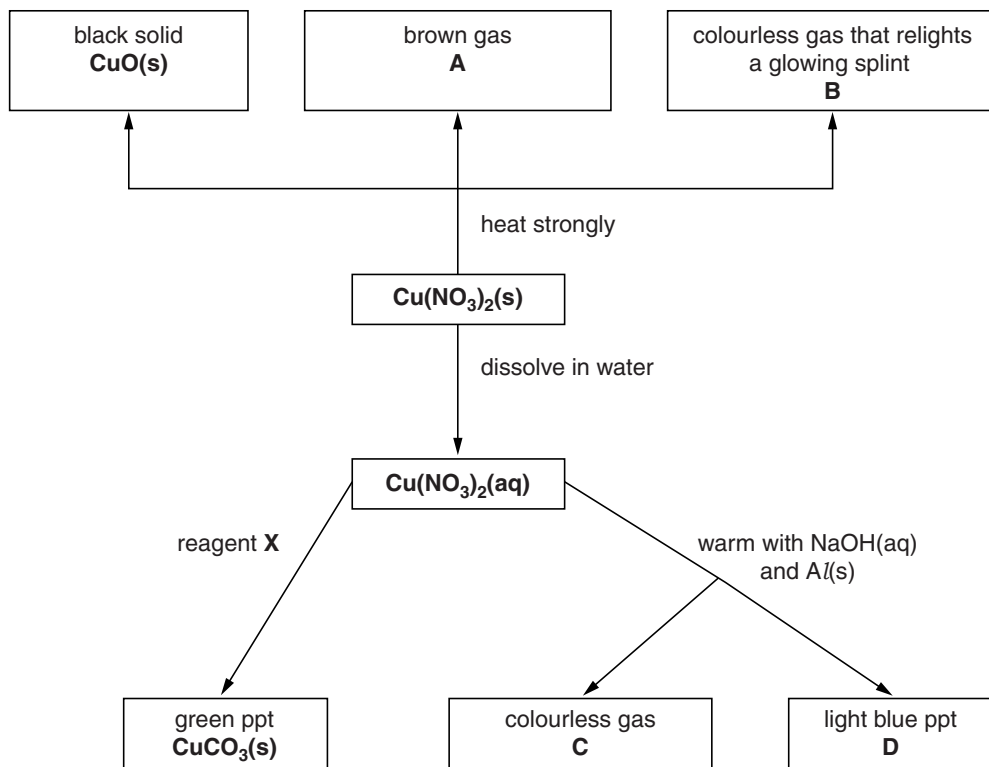 black solid
CuO(s)
brown gas
A
colourless gas that relights
a glowing splint
B
heat strongly
Cu(NO₃)₂(s)
dissolve in water
Cu(NO₃)₂(aq)
reagent X
warm with NaOH(aq)
and Al(s)
green ppt
CuCO₃(s)
colourless gas
C
light blue ppt
D